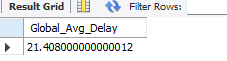 Result Grid Filter Rows:
Global_Avg_Delay
21.408000000000012